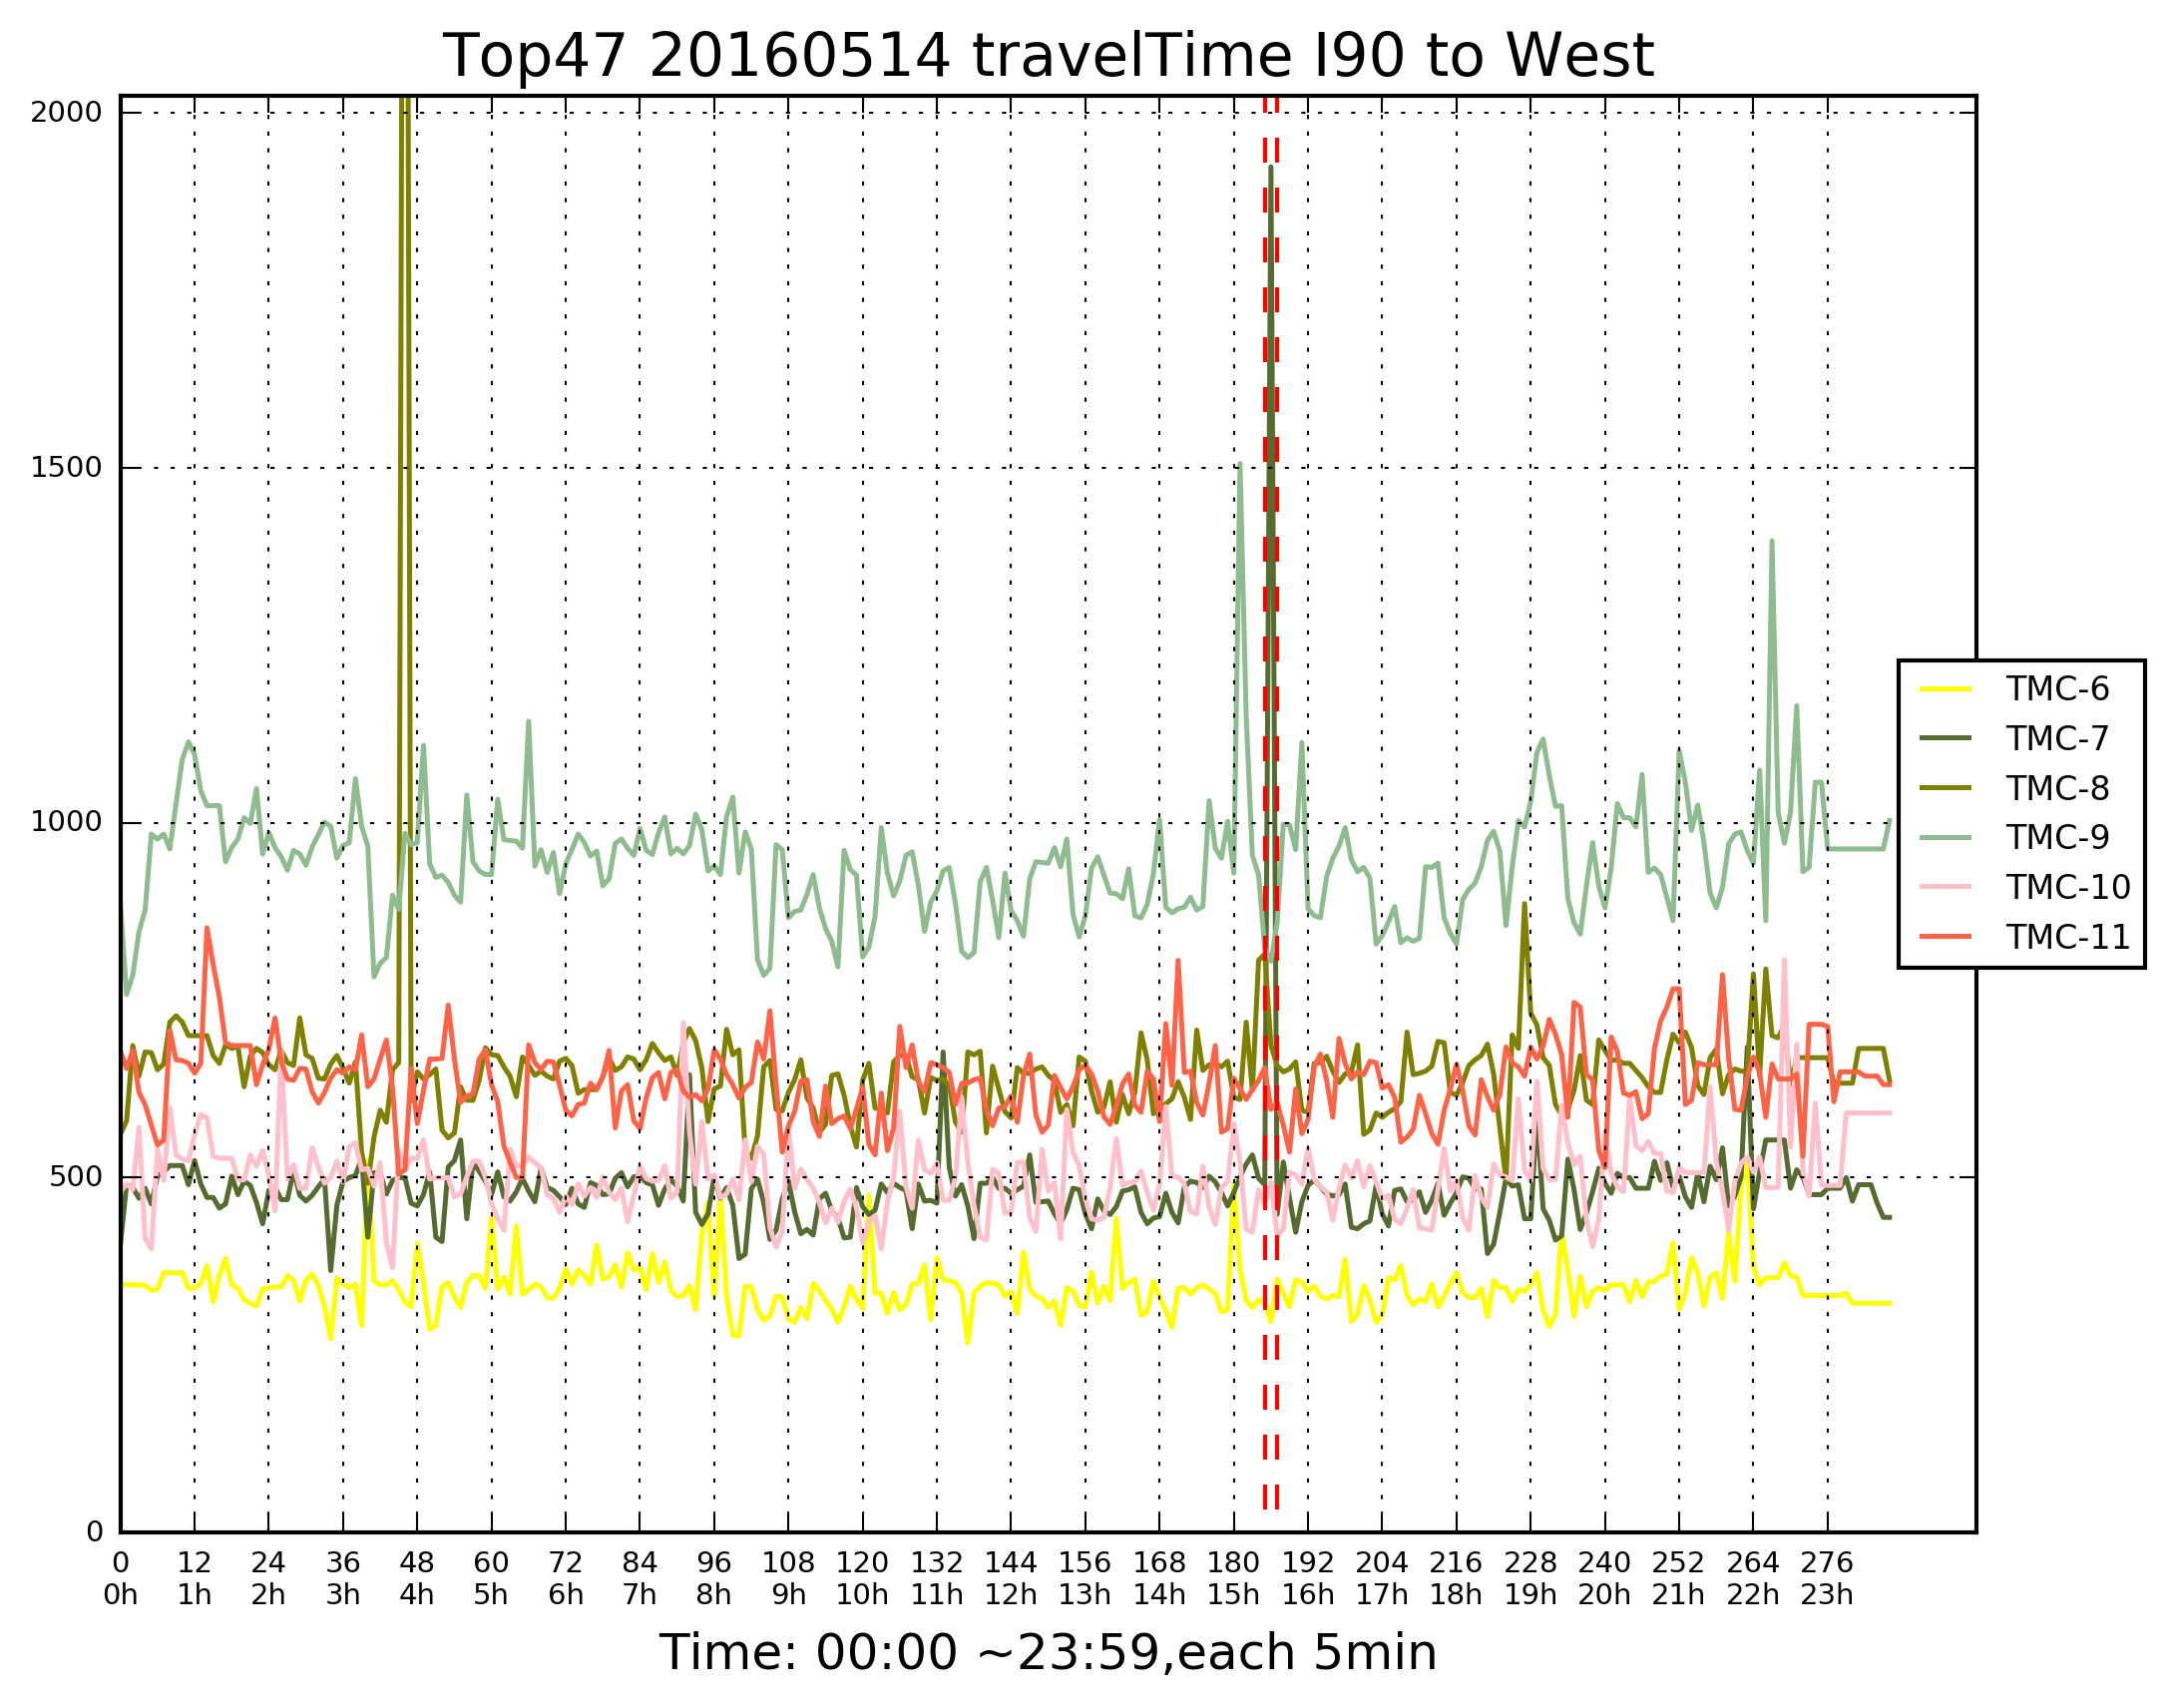 Top47 20160514 travelTime I90 to West
2000
1500
1000
500
0
TMC-6
TMC-7
TMC-8
TMC-9
TMC-10
TMC-11
0 12 24 36 48 60 72 84 96 108 120 132 144 156 168 180 192 204 216 228 240 252 264 276
0h 1h 2h 3h 4h 5h 6h 7h 8h 9h 10h 11h 12h 13h 14h 15h 16h 17h 18h 19h 20h 21h 22h 23h
Time: 00:00 ~23:59,each 5min